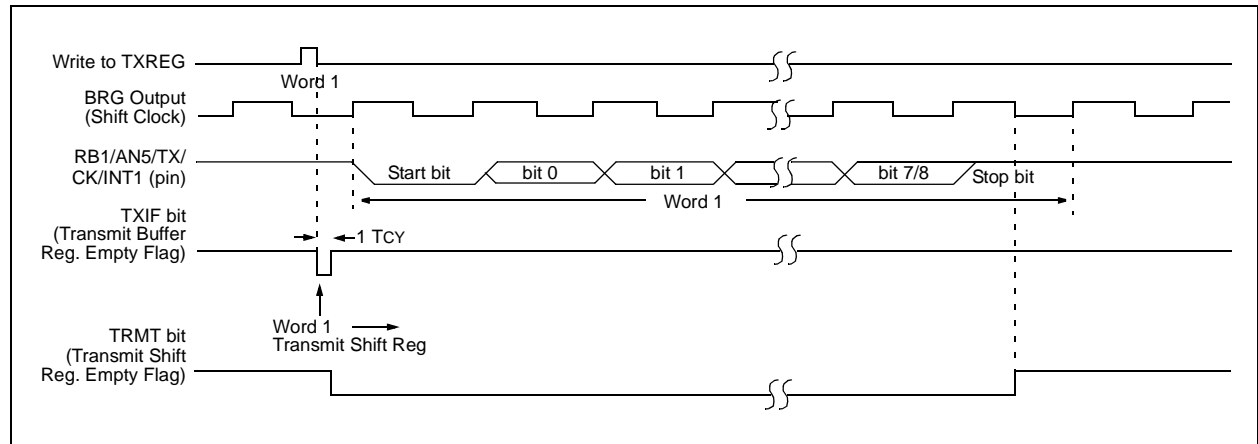 Write to TXREG
Word 1
BRG Output
(Shift Clock)
RB1/AN5/TX/
CK/INT1 (pin)
Start bit
bit 0
bit 1
bit 7/8
Stop bit
Word 1
TXIF bit
(Transmit Buffer
Reg. Empty Flag)
1 TCY
Word 1
Transmit Shift Reg
TRMT bit
(Transmit Shift
Reg. Empty Flag)